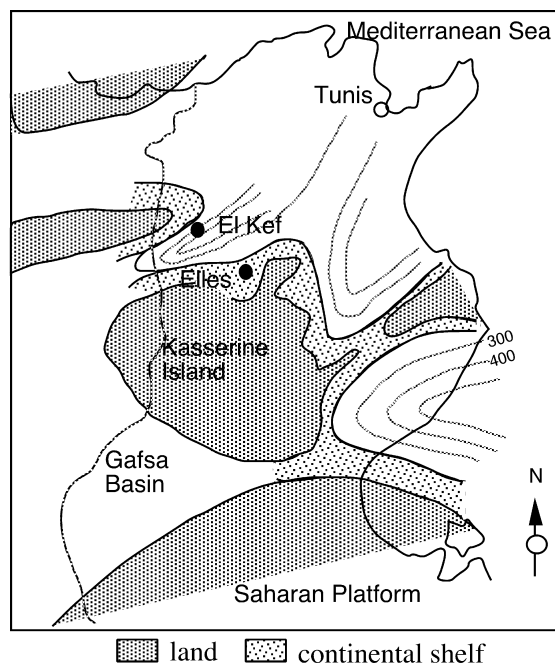 Mediterranean Sea
Tunis
El Kef
Elles
Kasserine
Island
300
400
Gafsa
Basin
N
Saharan Platform
land
continental shelf